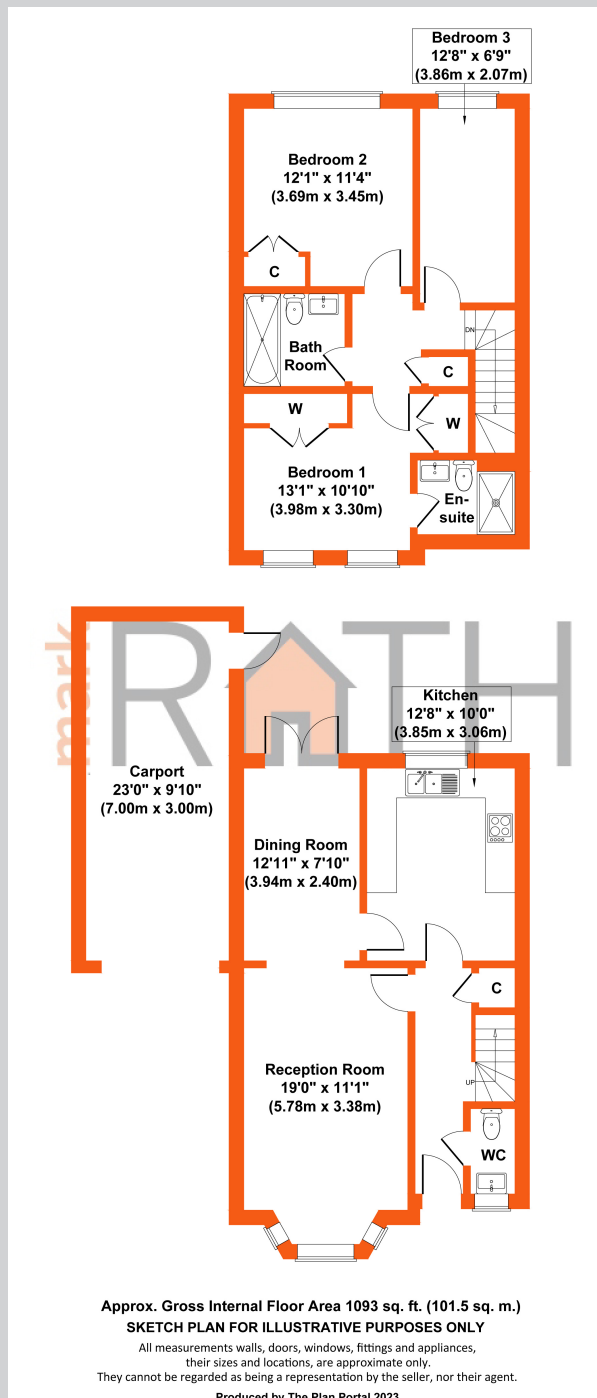 Bedroom 3
12'8" x 6'9"
(3.86m x 2.07m)
Bedroom 2
12'1" x 11'4"
(3.69m x 3.45m)
C
DN
Bath
Room
C
W
W
Bedroom 1
13'1" x 10'10"
(3.98m x 3.30m)
En-
suite
mark
RATH
Kitchen
12'8" x 10'0"
(3.85m x 3.06m)
Carport
23'0" x 9'10"
(7.00m x 3.00m)
Dining Room
12'11" x 7'10"
(3.94m x 2.40m)
C
Reception Room
19'0" x 11'1"
(5.78m x 3.38m)
UP
WC
Approx. Gross Internal Floor Area 1093 sq. ft. (101.5 sq. m.)
SKETCH PLAN FOR ILLUSTRATIVE PURPOSES ONLY
All measurements walls, doors, windows, fittings and appliances,
their sizes and locations, are approximate only.
They cannot be regarded as being a representation by the seller, nor their agent.
Produced by The Plan Portal 2023